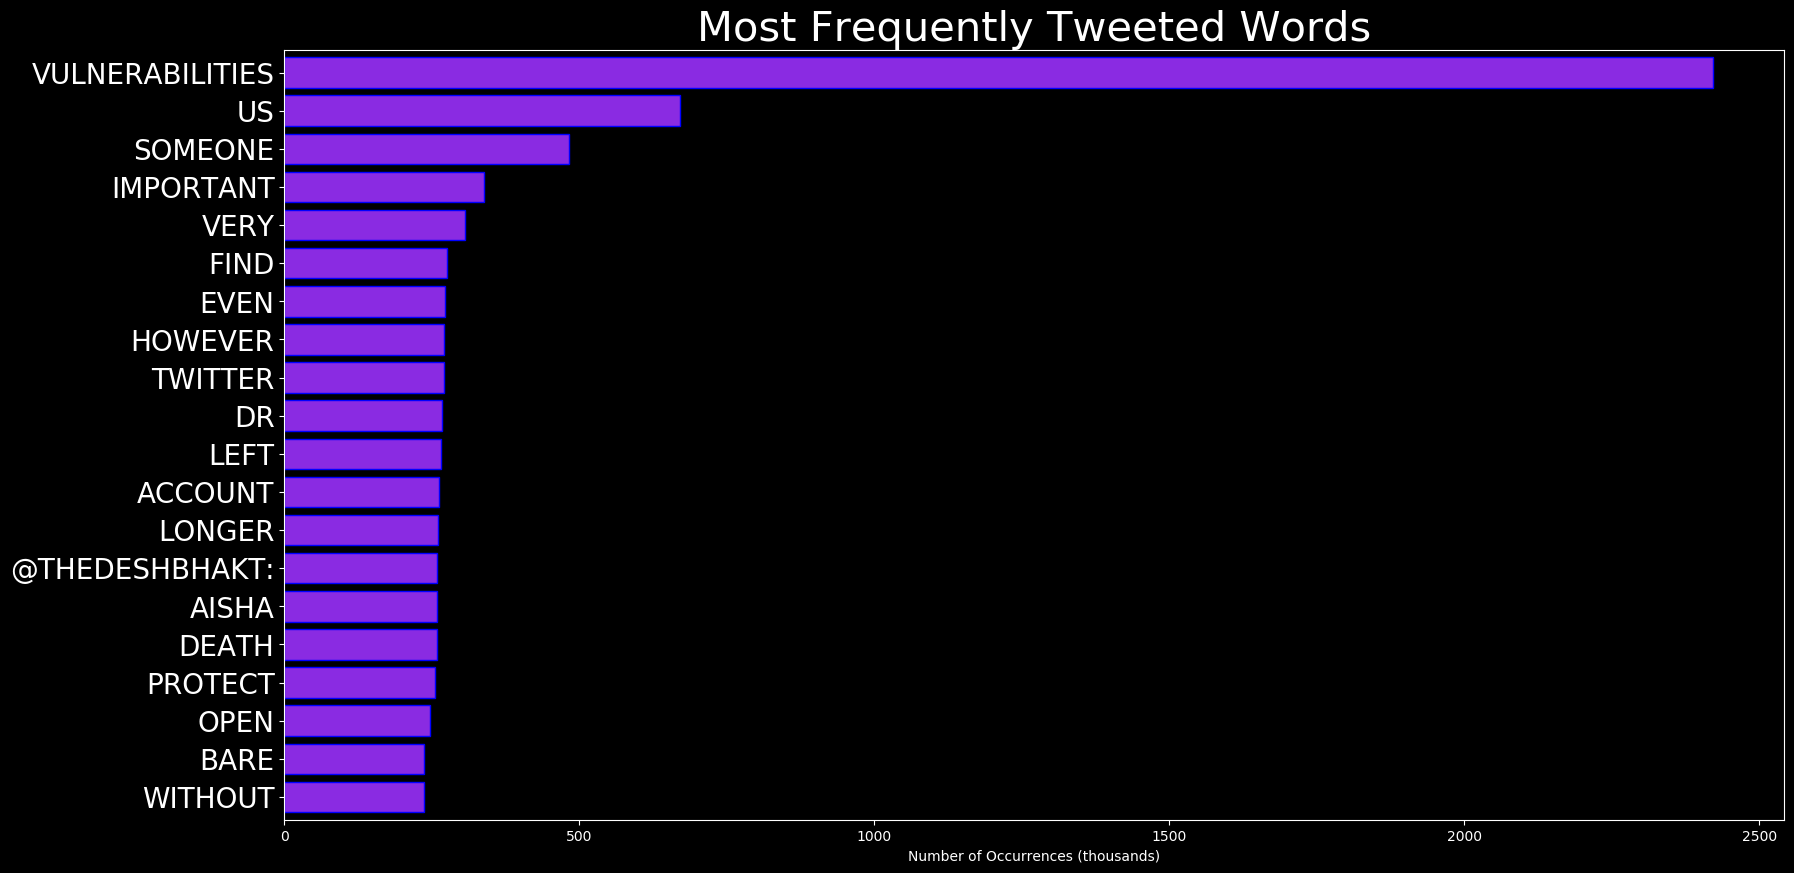 Most Frequently Tweeted Words
VULNERABILITIES
US
SOMEONE
IMPORTANT
VERY
FIND
EVEN
HOWEVER
TWITTER
DR
LEFT
ACCOUNT
LONGER
@THEDESHBHAKT:
AISHA
DEATH
PROTECT
OPEN
BARE
WITHOUT
0 500 1000 1500 2000 2500
Number of Occurrences (thousands)